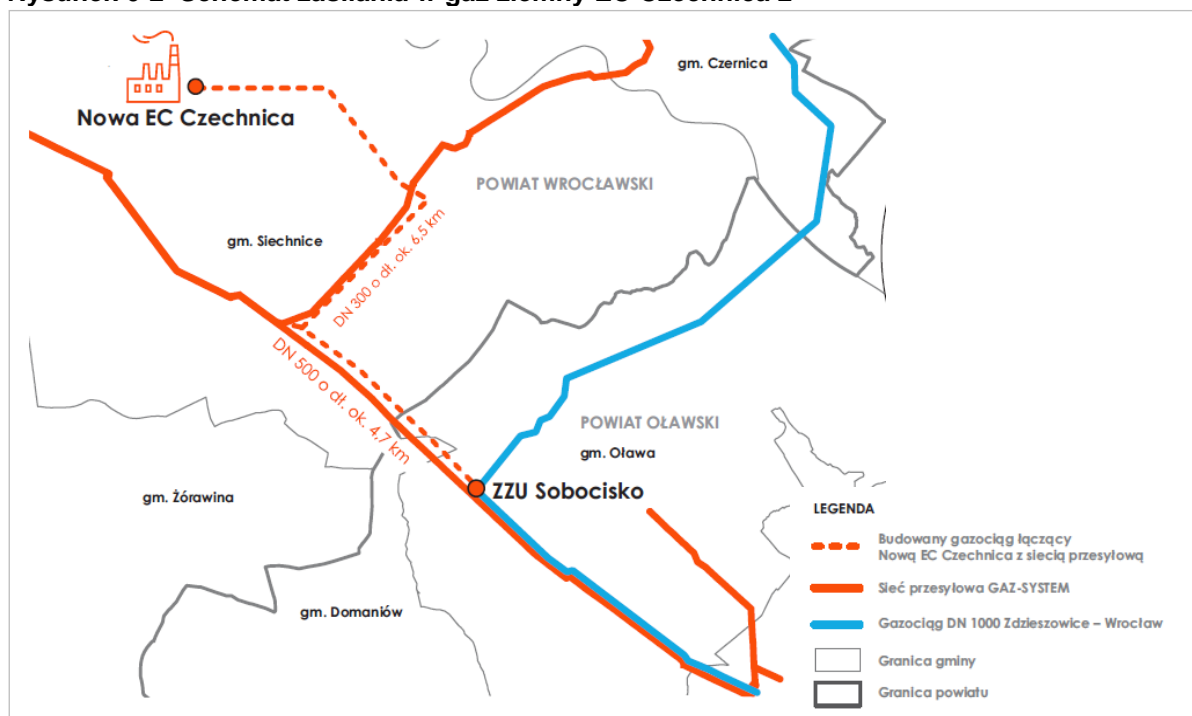 gm. Czernica
Nowa EC Czechnica
POWIAT WROCŁAWSKI
gm. Siechnice
DN 300 o dł. ok. 6,5 km
DN 500 o dł. ok. 4,7 km
POWIAT OŁAWSKI
gm. Oława
ZZU Sobocisko
gm. Żórawina
gm. Domaniów
LEGENDA
Budowany gazociąg łączący
Nową EC Czechnica z siecią przesyłową
Sieć przesyłowa GAZ-SYSTEM
Gazociąg DN 1000 Zdzieszowice – Wrocław
Granica gminy
Granica powiatu